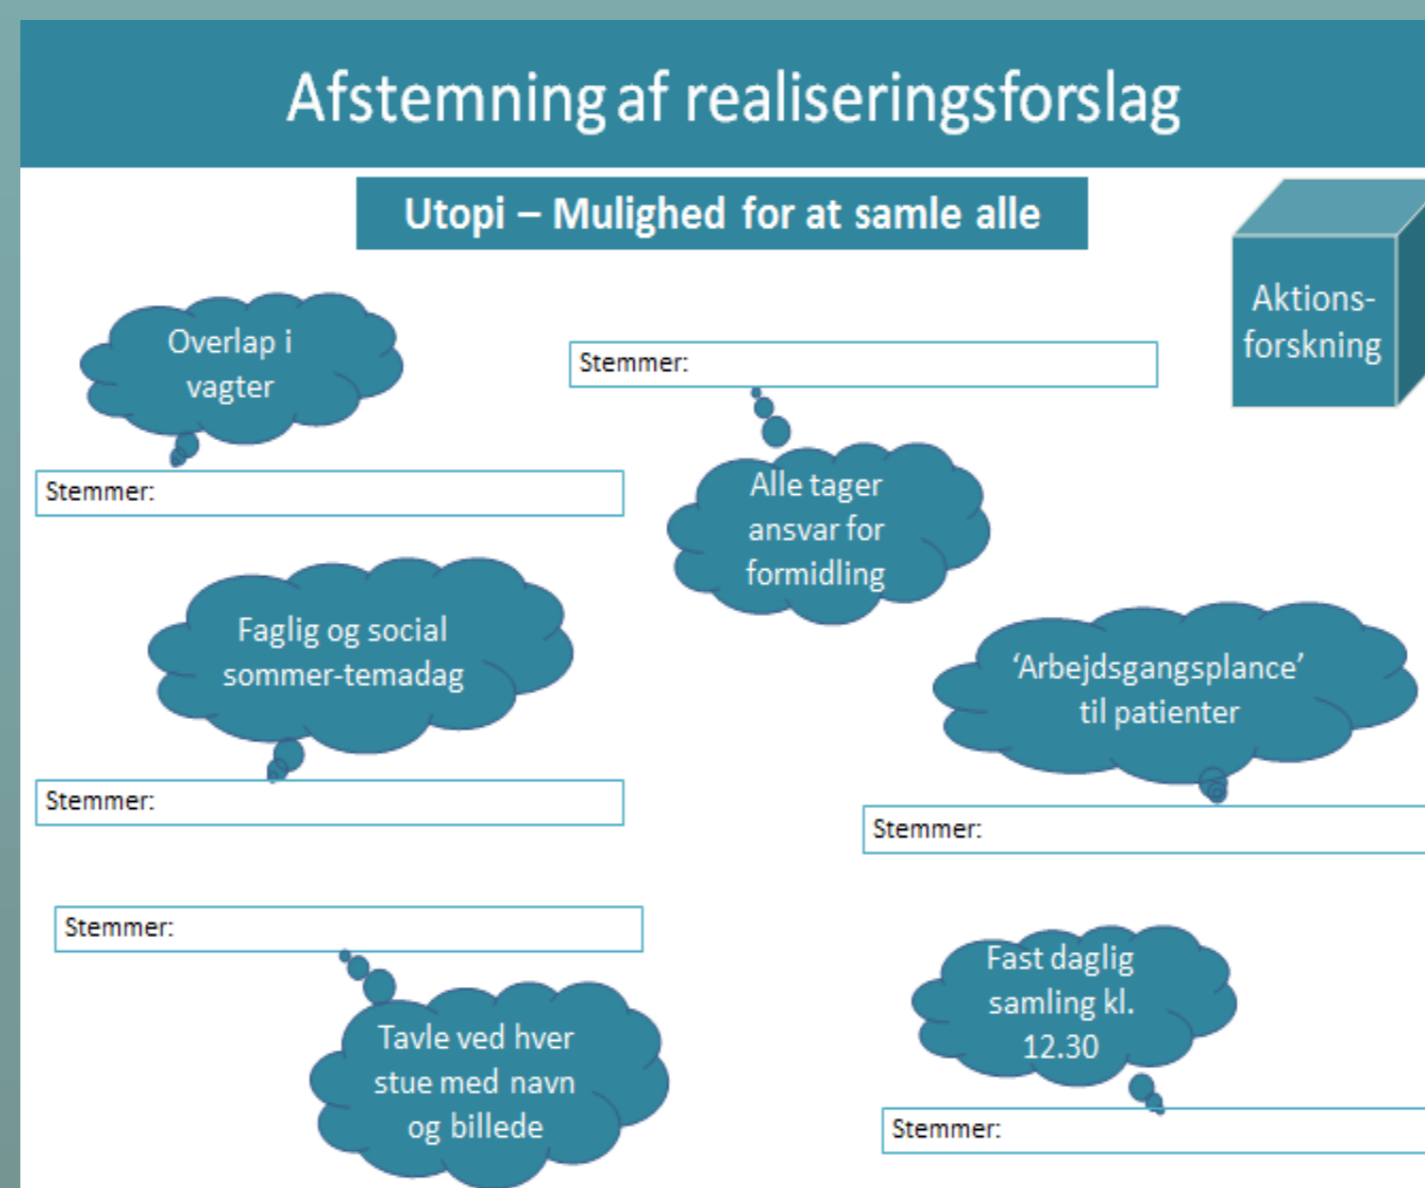 Afstemning af realiseringsforslag
Utopi – Mulighed for at samle alle
Aktions-
forskning
Overlap i
vagter
Stemmer:
Stemmer:
Alle tager
ansvar for
formidling
Faglig og social
sommer-temadag
Stemmer:
‘Arbejdsgangsplance’
til patienter
Stemmer:
Stemmer:
Tavle ved hver
stue med navn
og billede
Fast daglig
samling kl.
12.30
Stemmer: